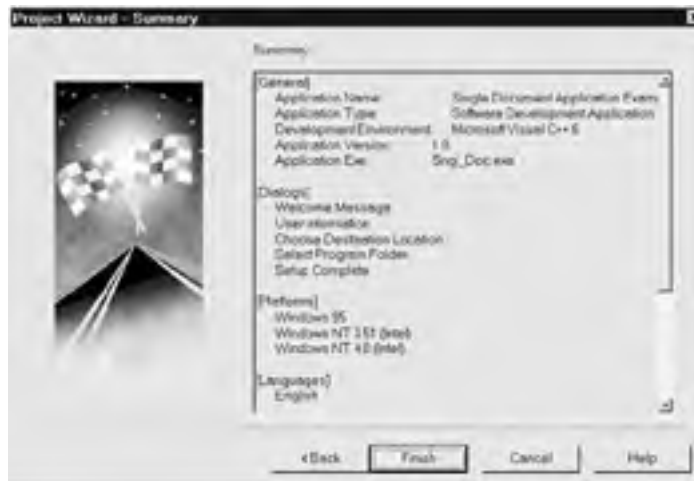 Project Wizard - Summary
Summary
[General]
Application Name: Single Document Application Exam
Application Type: Software Development Application
Development Environment: Microsoft Visual C++ 6
Application Version: 1.0
Application Exe: Sngl_Doc.exe
[Dialogs]
Welcome Message
User Information
Choose Destination Location
Select Program Folder
Setup Complete
[Platforms]
Windows 95
Windows NT 3.51 (Intel)
Windows NT 4.0 (Intel)
[Languages]
English
< Back
Finish
Cancel
Help